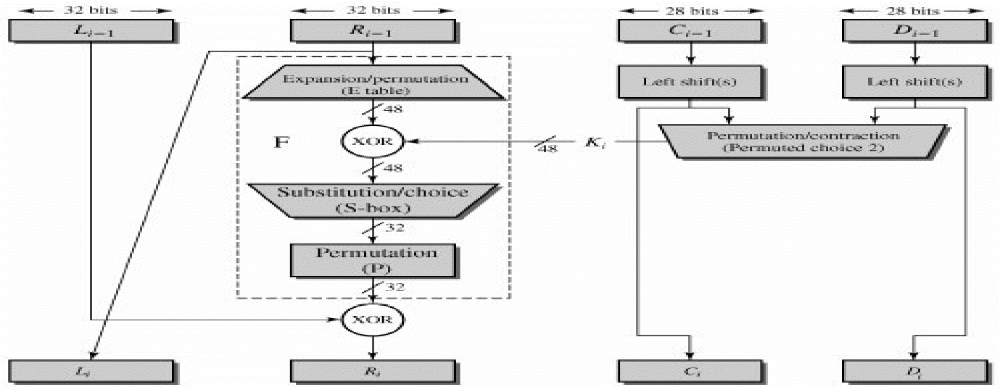 32 bits 32 bits 28 bits 28 bits
L_{i-1} R_{i-1} C_{i-1} D_{i-1}
Expansion/permutation
(E table)
Left shift(s) Left shift(s)
48
F XOR 48 K_i
Permutation/contraction
(Permuted choice 2)
48
Substitution/choice
(S-box)
32
Permutation
(P)
32
XOR
L_i R_i C_i D_i